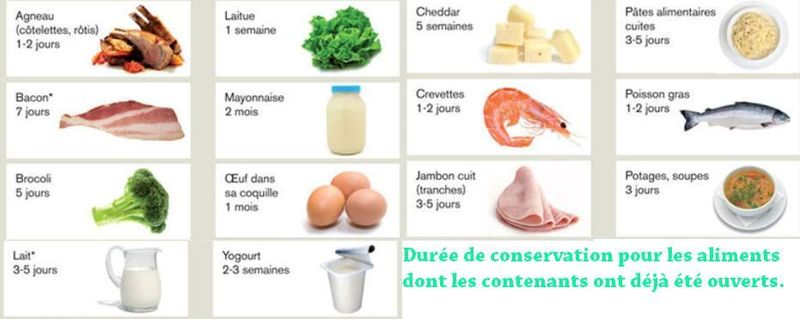 Agneau
(côtelettes, rôtis)
1-2 jours
Laitue
1 semaine
Cheddar
5 semaines
Pâtes alimentaires
cuites
3-5 jours
Bacon*
7 jours
Mayonnaise
2 mois
Crevettes
1-2 jours
Poisson gras
1-2 jours
Brocoli
5 jours
Œuf dans
sa coquille
1 mois
Jambon cuit
(tranches)
3-5 jours
Potages, soupes
3 jours
Lait*
3-5 jours
Yogourt
2-3 semaines
Durée de conservation pour les aliments
dont les contenants ont déjà été ouverts.